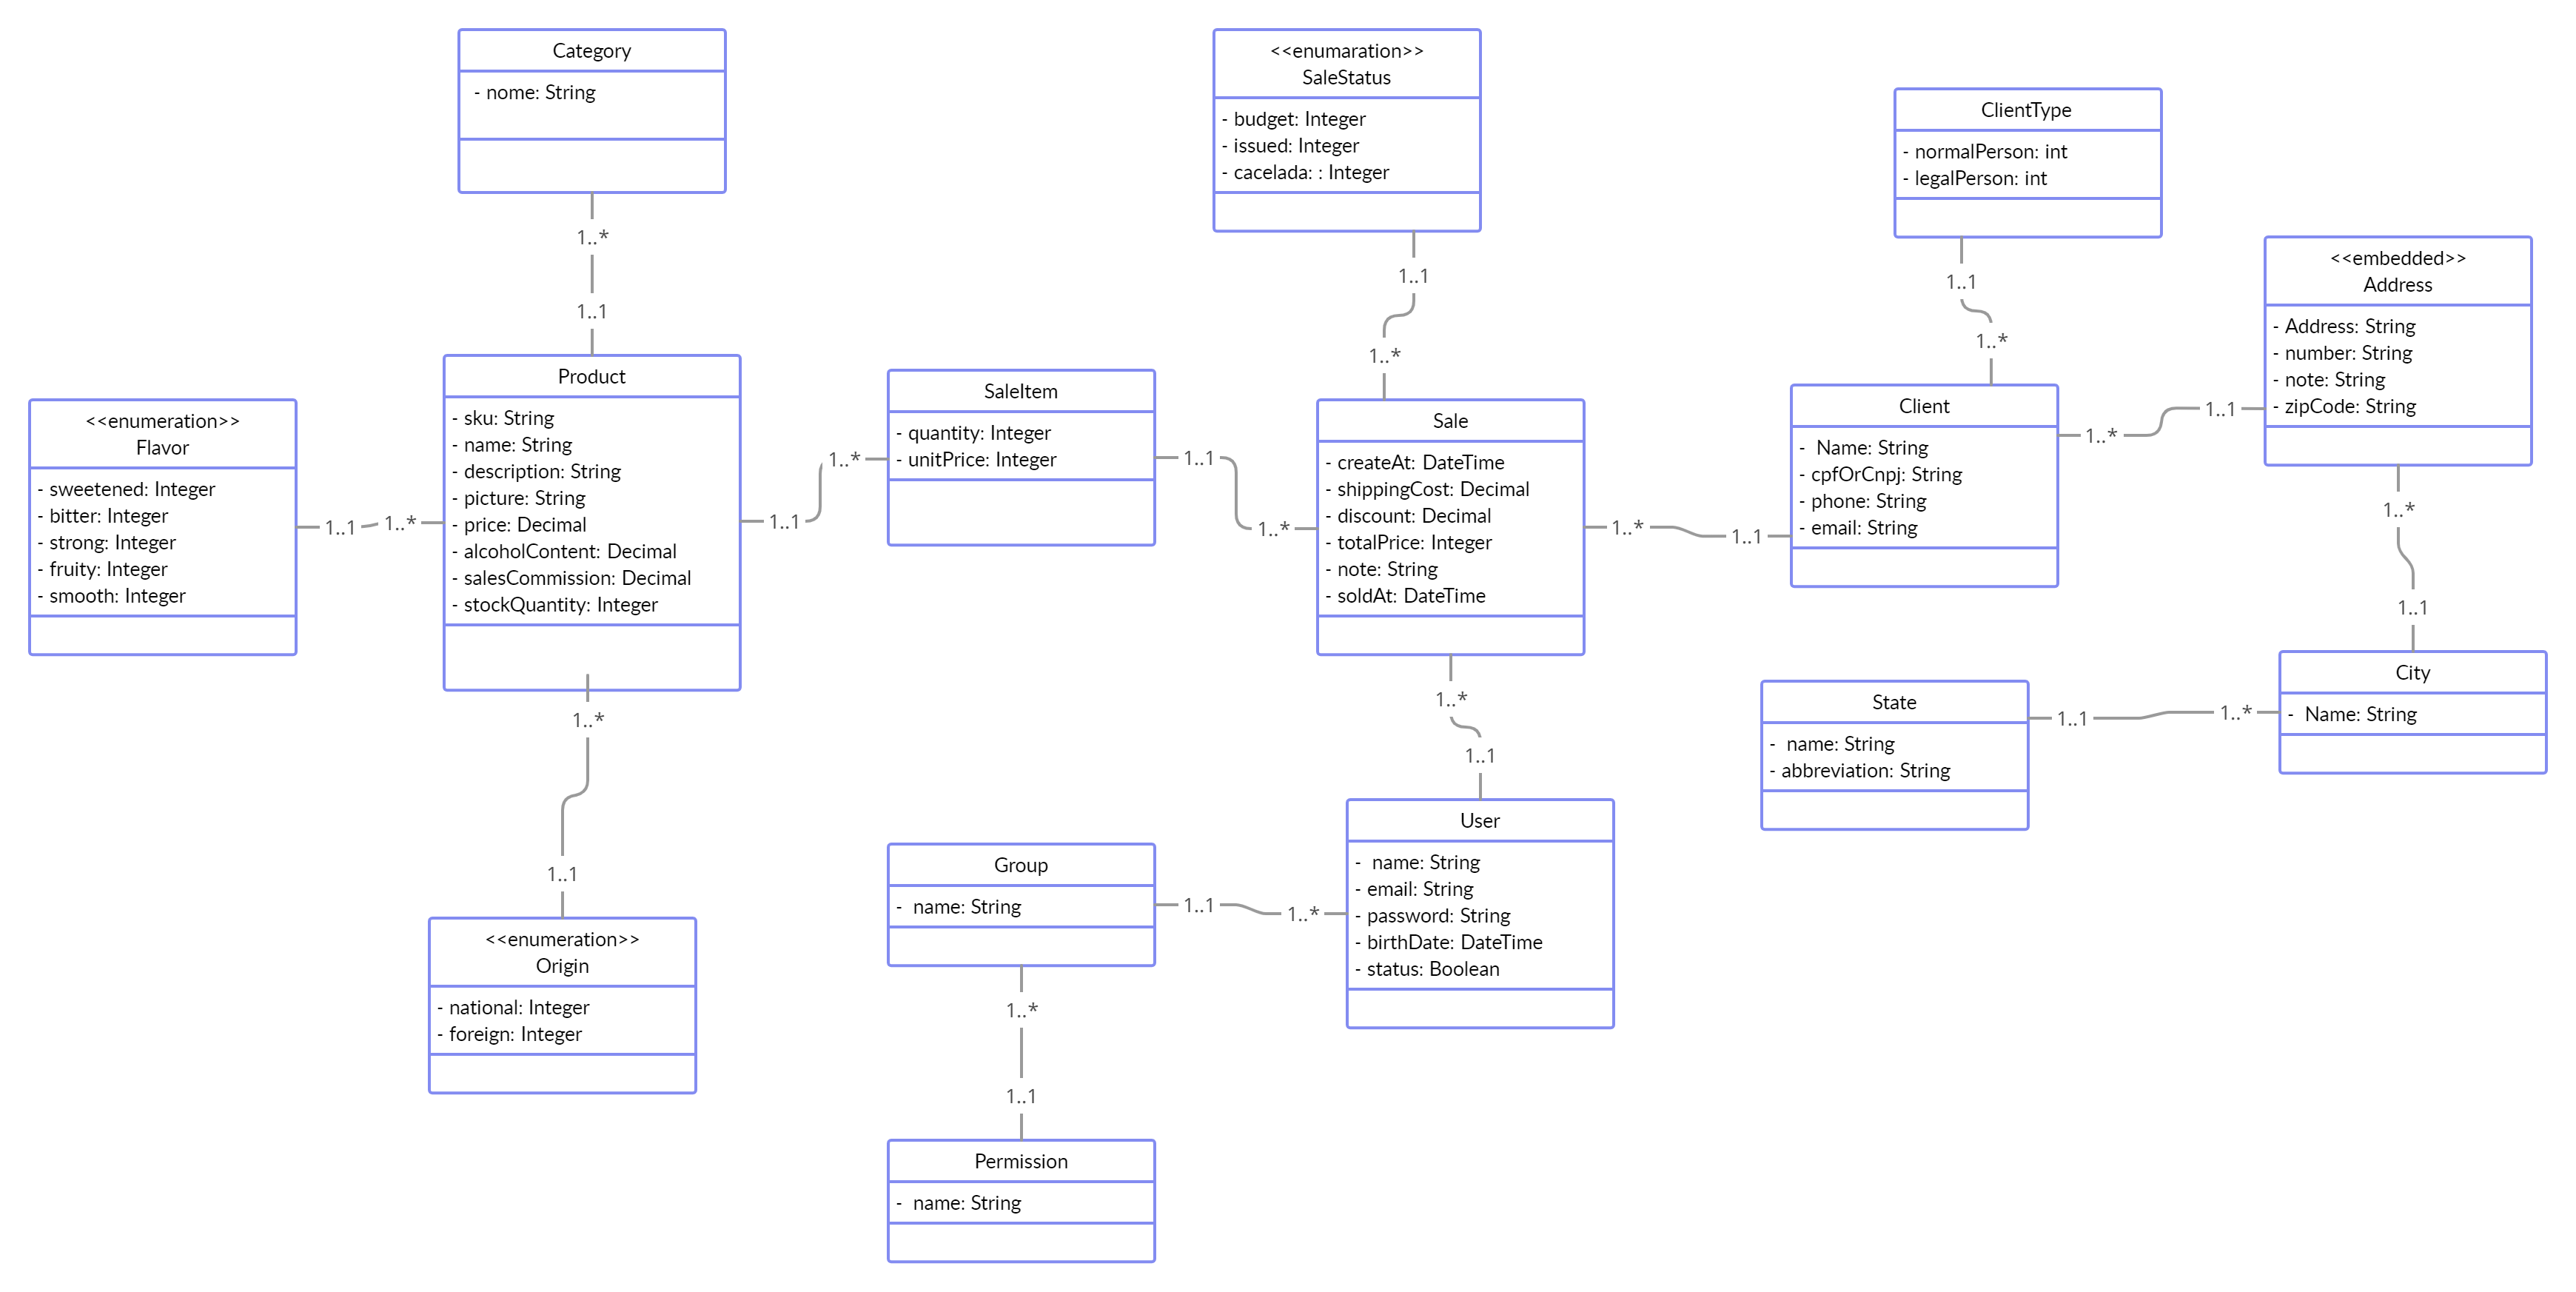 Category
- nome: String
1..*
1..1
<<enumaration>>
SaleStatus
- budget: Integer
- issued: Integer
- cacelada: : Integer
1..1
1..*
ClientType
- normalPerson: int
- legalPerson: int
1..1
1..*
<<embedded>>
Address
- Address: String
- number: String
- note: String
- zipCode: String
<<enumeration>>
Flavor
- sweetened: Integer
- bitter: Integer
- strong: Integer
- fruity: Integer
- smooth: Integer
1..1
1..*
Product
- sku: String
- name: String
- description: String
- picture: String
- price: Decimal
- alcoholContent: Decimal
- salesCommission: Decimal
- stockQuantity: Integer
1..1
1..*
SaleItem
- quantity: Integer
- unitPrice: Integer
1..1
1..*
Sale
- createAt: DateTime
- shippingCost: Decimal
- discount: Decimal
- totalPrice: Integer
- note: String
- soldAt: DateTime
1..*
1..1
Client
- Name: String
- cpfOrCnpj: String
- phone: String
- email: String
1..*
1..1
1..*
1..1
City
- Name: String
1..*
1..1
State
- name: String
- abbreviation: String
1..*
1..1
User
- name: String
- email: String
- password: String
- birthDate: DateTime
- status: Boolean
1..*
1..1
Group
- name: String
1..*
1..1
Permission
- name: String
1..*
1..1
<<enumeration>>
Origin
- national: Integer
- foreign: Integer